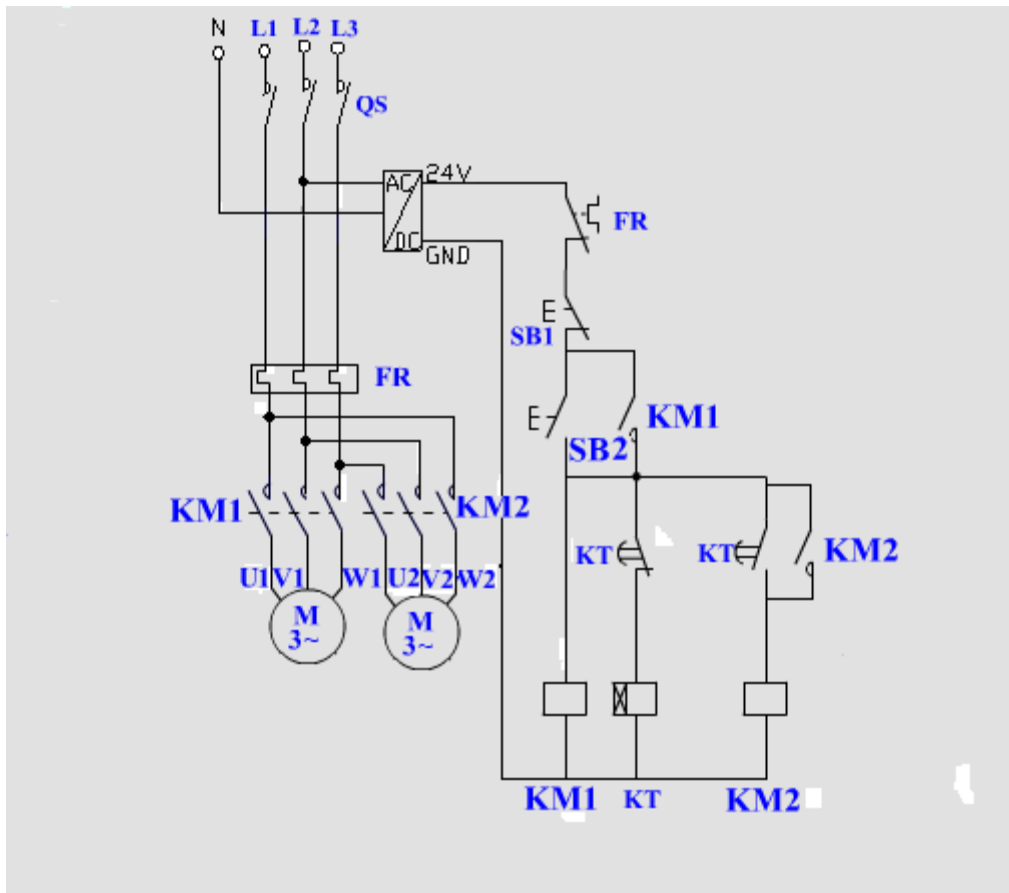 N L1 L2 L3
QS
AC 24V
DC GND
FR
E
SB1
FR
E
SB2 KM1
KM1 KM2
KT KT KM2
U1 V1 W1 U2 V2 W2
M M
3~ 3~
KM1 KT KM2